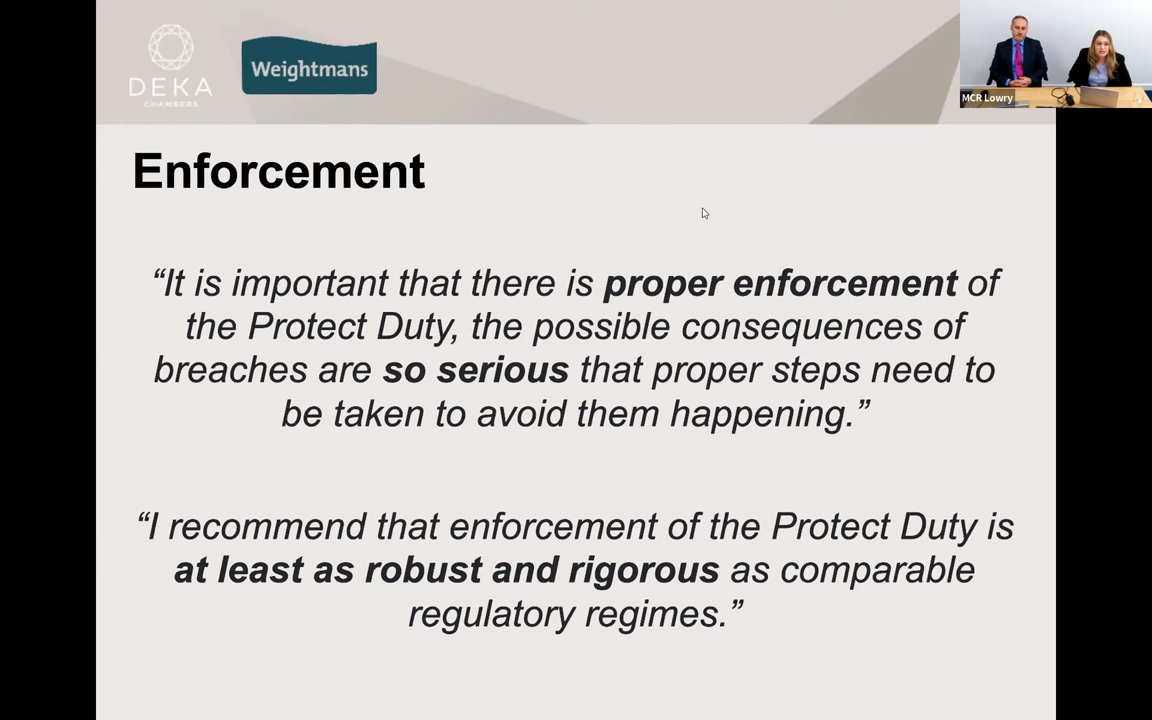 DEKA
CHAMBERS
Weightmans
MCR Lowry
Enforcement
“It is important that there is proper enforcement of
the Protect Duty, the possible consequences of
breaches are so serious that proper steps need to
be taken to avoid them happening.”
“I recommend that enforcement of the Protect Duty is
at least as robust and rigorous as comparable
regulatory regimes.”